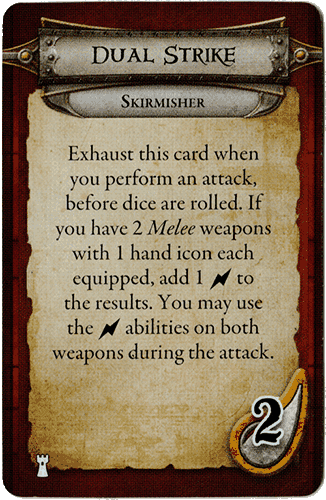 Dual Strike
Skirmisher
Exhaust this card when
you perform an attack,
before dice are rolled. If
you have 2 Melee weapons
with 1 hand icon each
equipped, add 1 to
the results. You may use
the abilities on both
weapons during the attack.
2